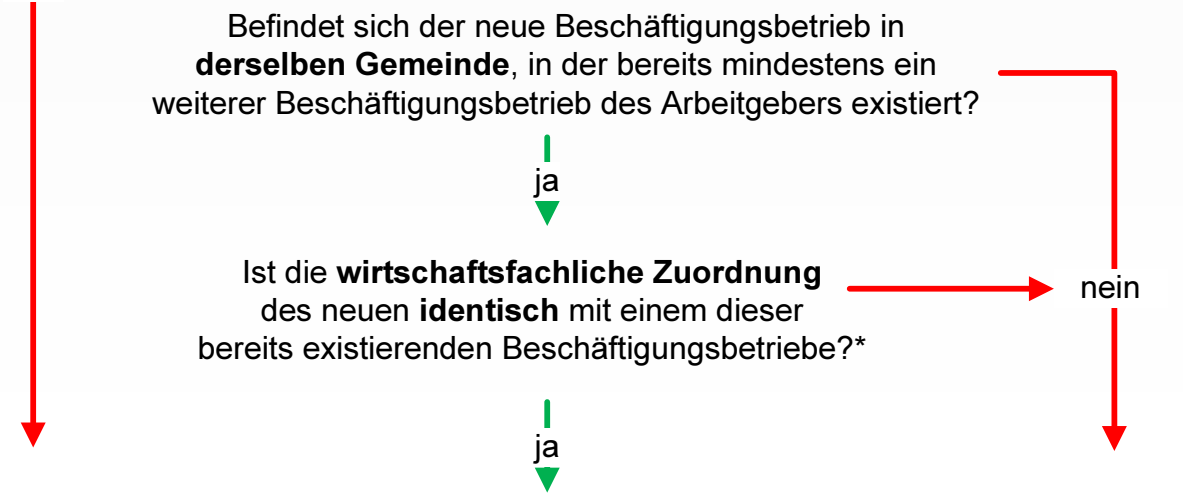 Befindet sich der neue Beschäftigungsbetrieb in
derselben Gemeinde, in der bereits mindestens ein
weiterer Beschäftigungsbetrieb des Arbeitgebers existiert?
ja
Ist die wirtschaftsfachliche Zuordnung
des neuen identisch mit einem dieser
bereits existierenden Beschäftigungsbetriebe?*
nein
ja